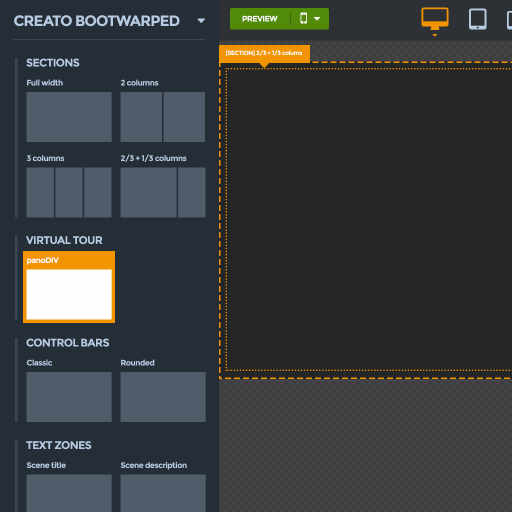 CREATO BOOTWARPED
PREVIEW
[SECTION] 2/3 + 1/3 colums
SECTIONS
Full width
2 columns
3 columns
2/3 + 1/3 columns
VIRTUAL TOUR
panoDIV
CONTROL BARS
Classic
Rounded
TEXT ZONES
Scene title
Scene description